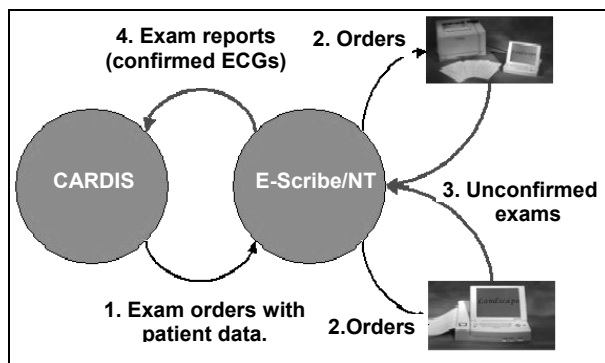 4. Exam reports
(confirmed ECGs)
2. Orders
CARDIS
E-Scribe/NT
3. Unconfirmed
exams
1. Exam orders with
patient data.
2.Orders
Landscape